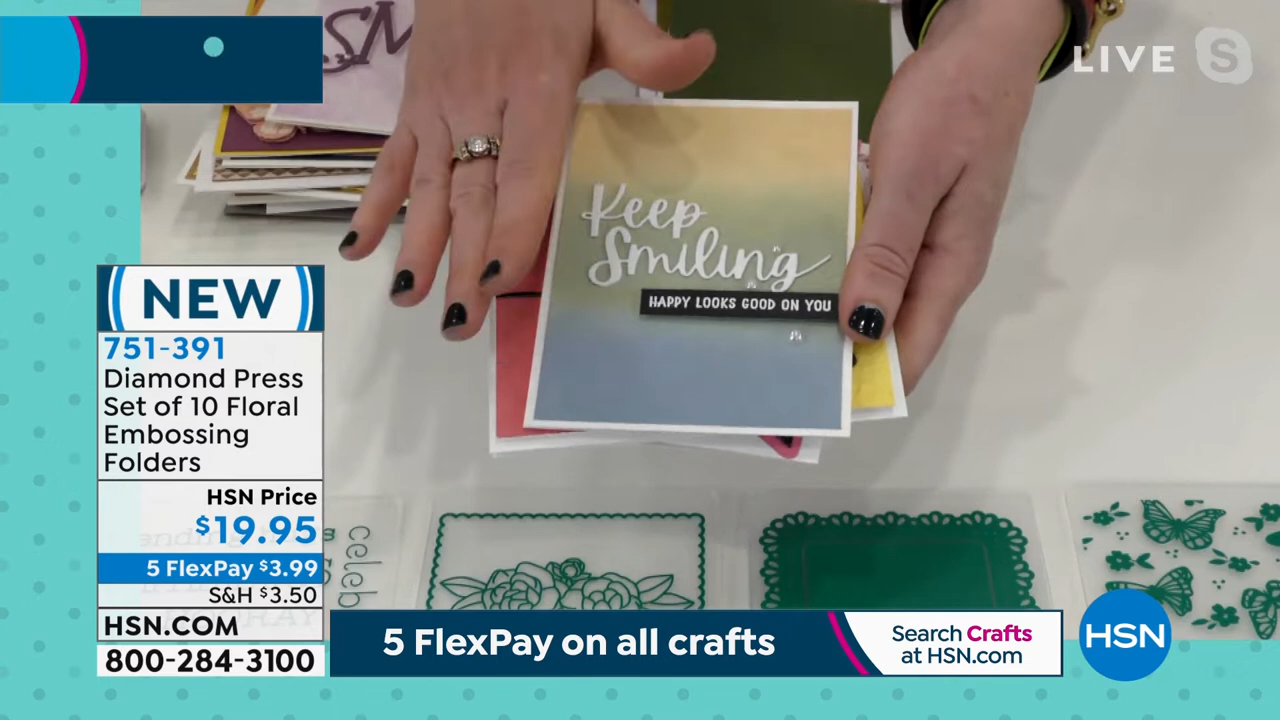 SM
LIVE S
Keep
Smiling
HAPPY LOOKS GOOD ON YOU
NEW
751-391
Diamond Press
Set of 10 Floral
Embossing
Folders
HSN Price
$19.95
5 FlexPay $3.99
S&H $3.50
HSN.COM
800-284-3100
celeb
5 FlexPay on all crafts
Search Crafts
at HSN.com
HSN